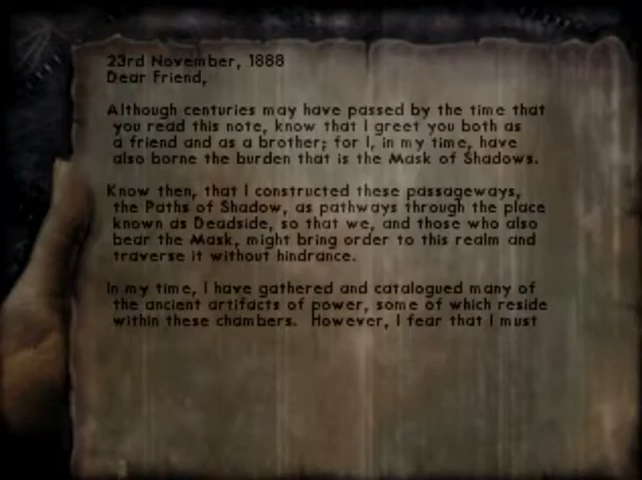 23rd November, 1888
Dear Friend,
Although centuries may have passed by the time that
you read this note, know that I greet you both as
a friend and as a brother; for I, in my time, have
also borne the burden that is the Mask of Shadows.
Know then, that I constructed these passageways,
the Paths of Shadow, as pathways through the place
known as Deadside, so that we, and those who also
bear the Mask, might bring order to this realm and
traverse it without hindrance.
In my time, I have gathered and catalogued many of
the ancient artifacts of power, some of which reside
within these chambers.  However, I fear that I must